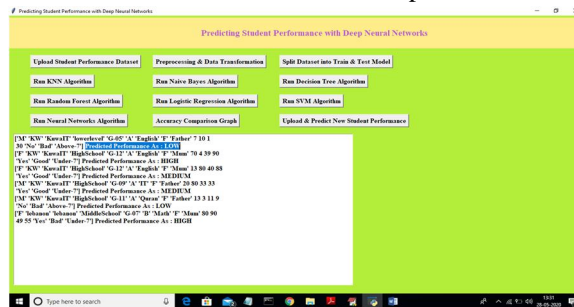 Predicting Student Performance with Deep Neural Networks
Predicting Student Performance with Deep Neural Networks
Upload Student Performance Dataset
Preprocessing & Data Transformation
Split Dataset into Train & Test Model
Run KNN Algorithm
Run Naive Bayes Algorithm
Run Decision Tree Algorithm
Run Random Forest Algorithm
Run Logistic Regression Algorithm
Run SVM Algorithm
Run Neural Networks Algorithm
Accuracy Comparison Graph
Upload & Predict New Student Performance
['M' 'KW' 'KuwaIT' 'lowerlevel' 'G-05' 'A' 'English' 'F' 'Father' 7 10 1
30 'No' 'Bad' 'Above-7'] Predicted Performance As : LOW
['F' 'KW' 'KuwaIT' 'HighSchool' 'G-12' 'A' 'English' 'F' 'Mum' 70 4 39 90
'Yes' 'Good' 'Under-7'] Predicted Performance As : HIGH
['F' 'KW' 'KuwaIT' 'HighSchool' 'G-12' 'A' 'English' 'F' 'Mum' 13 80 40 88
'Yes' 'Good' 'Under-7'] Predicted Performance As : MEDIUM
['M' 'KW' 'KuwaIT' 'HighSchool' 'G-09' 'A' 'IT' 'F' 'Father' 20 80 33 33
'Yes' 'Good' 'Under-7'] Predicted Performance As : MEDIUM
['M' 'KW' 'KuwaIT' 'HighSchool' 'G-11' 'A' 'Quran' 'F' 'Father' 13 3 11 9
'No' 'Bad' 'Above-7'] Predicted Performance As : LOW
['F' 'lebanon' 'lebanon' 'MiddleSchool' 'G-07' 'B' 'Math' 'F' 'Mum' 80 90
49 55 'Yes' 'Bad' 'Under-7'] Predicted Performance As : HIGH
Type here to search
13:31
28-05-2020